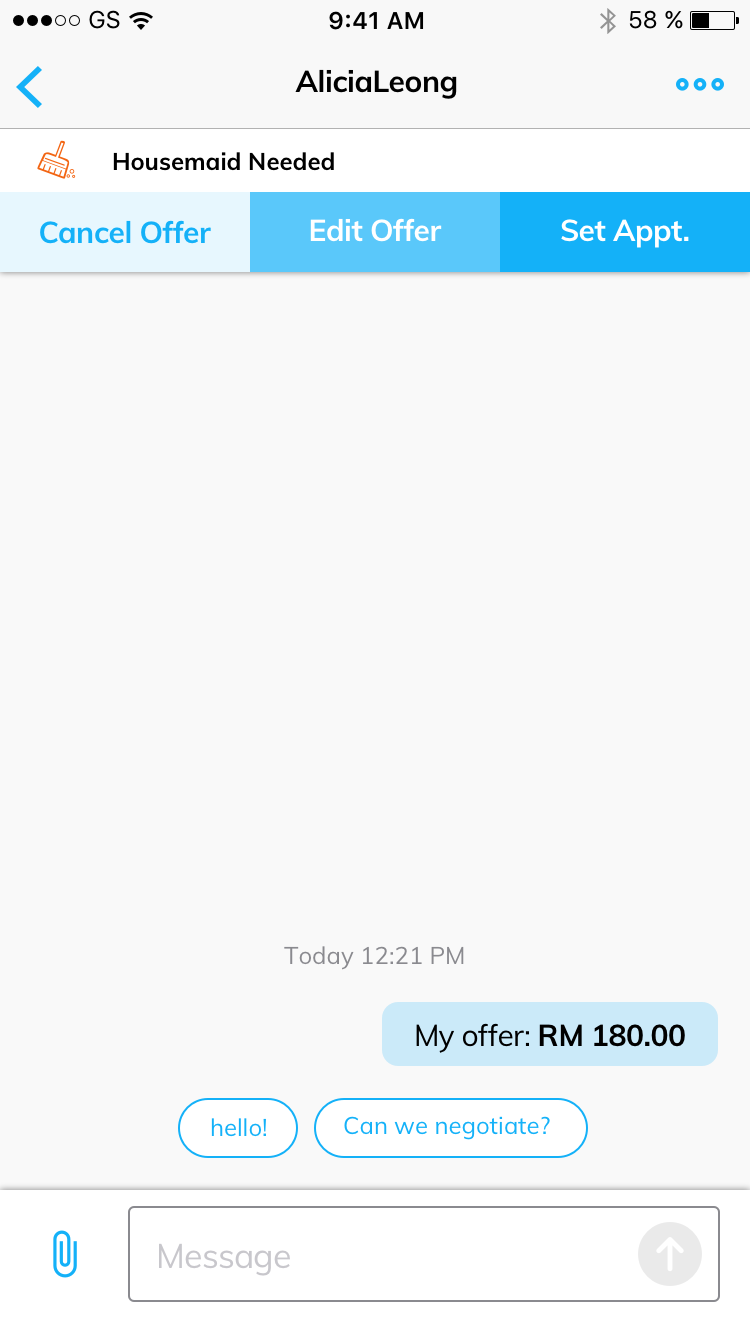 GS 9:41 AM 58 %
AliciaLeong
Housemaid Needed
Cancel Offer Edit Offer Set Appt.
Today 12:21 PM
My offer: RM 180.00
hello! Can we negotiate?
Message